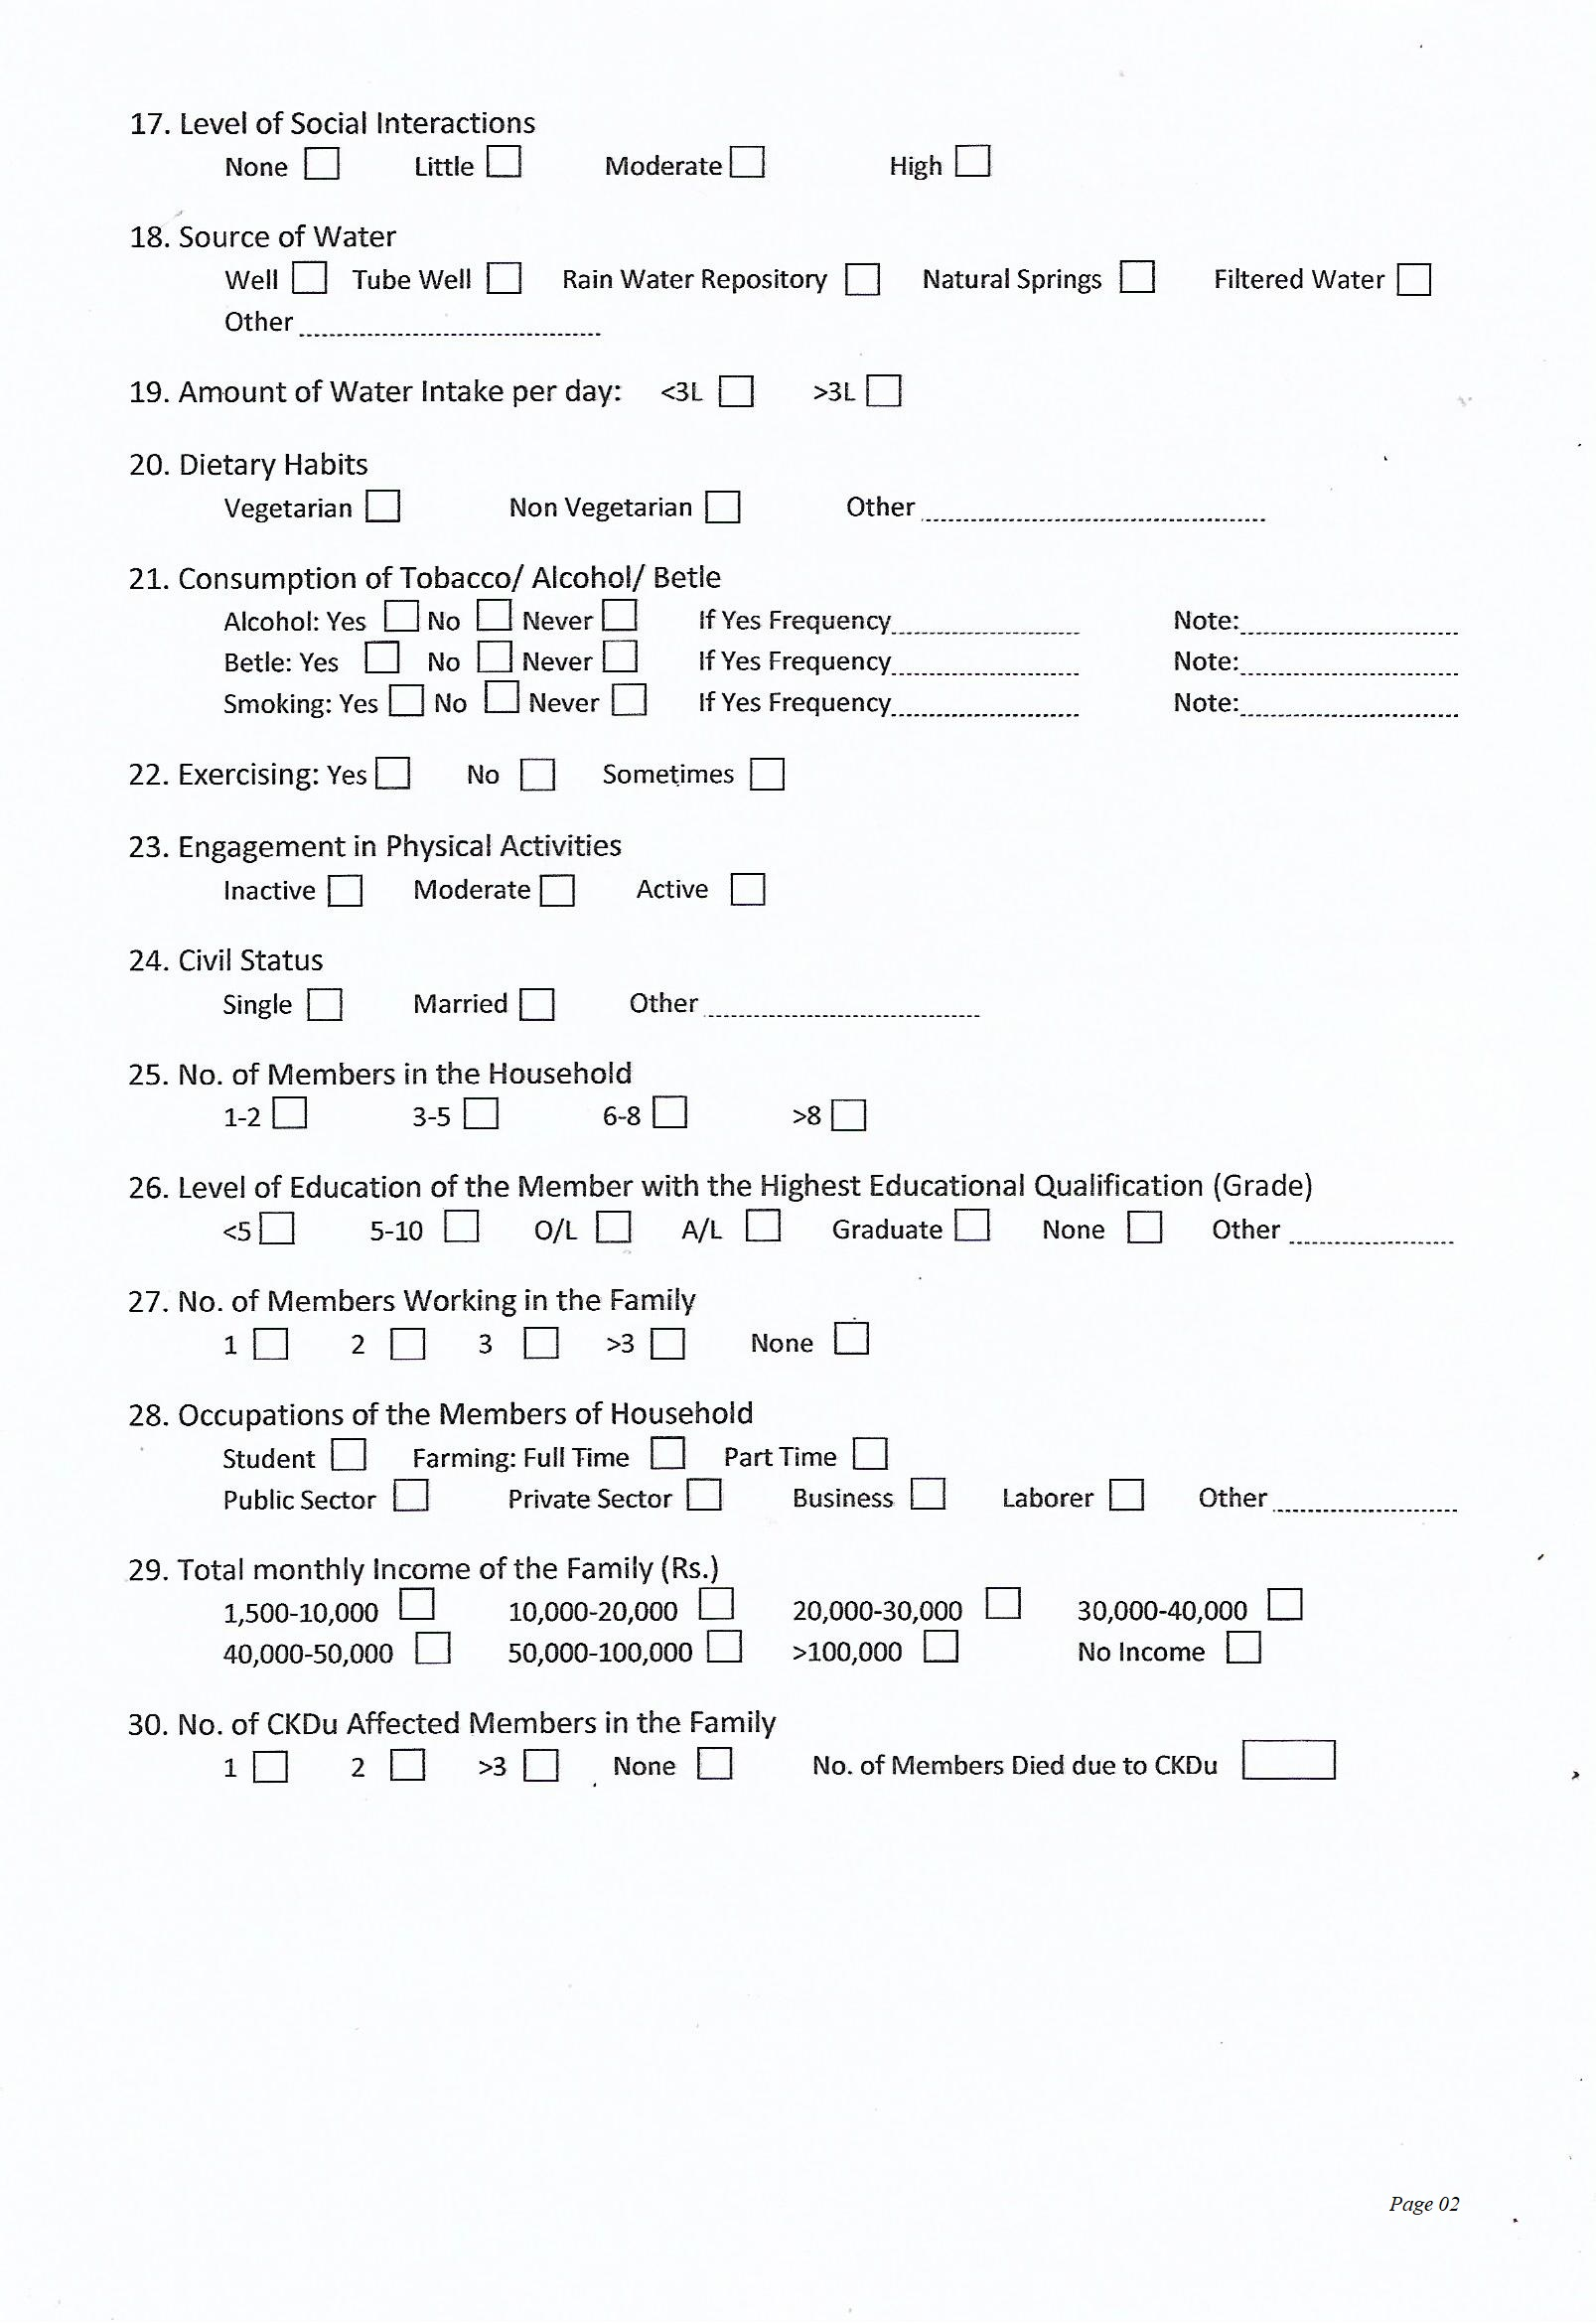 17. Level of Social Interactions
None Little Moderate High
18. Source of Water
Well Tube Well Rain Water Repository Natural Springs Filtered Water
Other
19. Amount of Water Intake per day: <3L >3L
20. Dietary Habits
Vegetarian Non Vegetarian Other
21. Consumption of Tobacco/ Alcohol/ Betle
Alcohol: Yes No Never If Yes Frequency Note:
Betle: Yes No Never If Yes Frequency Note:
Smoking: Yes No Never If Yes Frequency Note:
22. Exercising: Yes No Sometimes
23. Engagement in Physical Activities
Inactive Moderate Active
24. Civil Status
Single Married Other
25. No. of Members in the Household
1-2 3-5 6-8 >8
26. Level of Education of the Member with the Highest Educational Qualification (Grade)
<5 5-10 O/L A/L Graduate None Other
27. No. of Members Working in the Family
1 2 3 >3 None
28. Occupations of the Members of Household
Student Farming: Full Time Part Time
Public Sector Private Sector Business Laborer Other
29. Total monthly Income of the Family (Rs.)
1,500-10,000 10,000-20,000 20,000-30,000 30,000-40,000
40,000-50,000 50,000-100,000 >100,000 No Income
30. No. of CKDu Affected Members in the Family
1 2 >3 None No. of Members Died due to CKDu
Page 02